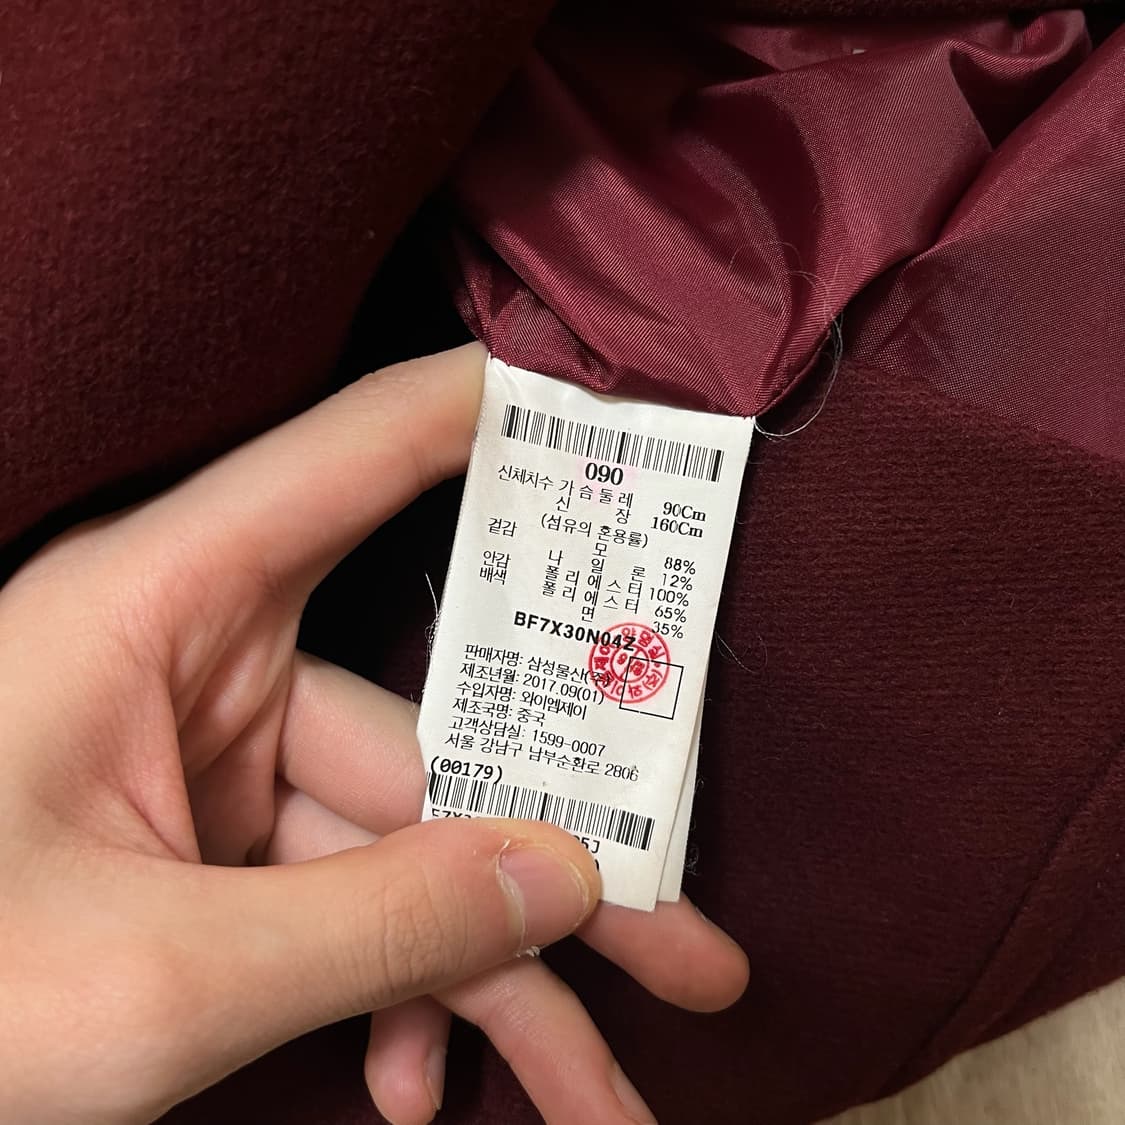 090
신체치수 가슴둘레 90Cm
신장 160Cm
(섬유의 혼용률)
겉감 모 88%
나일론 12%
안감 폴리에스터 100%
배색 폴리에스터 65%
면 35%
BF7X30N04Z
판매자명: 삼성물산(주)
제조년월: 2017.09(01)
수입자명: 와이엠제이
제조국명: 중국
고객상담실: 1599-0007
서울 강남구 남부순환로 2806
(00179)